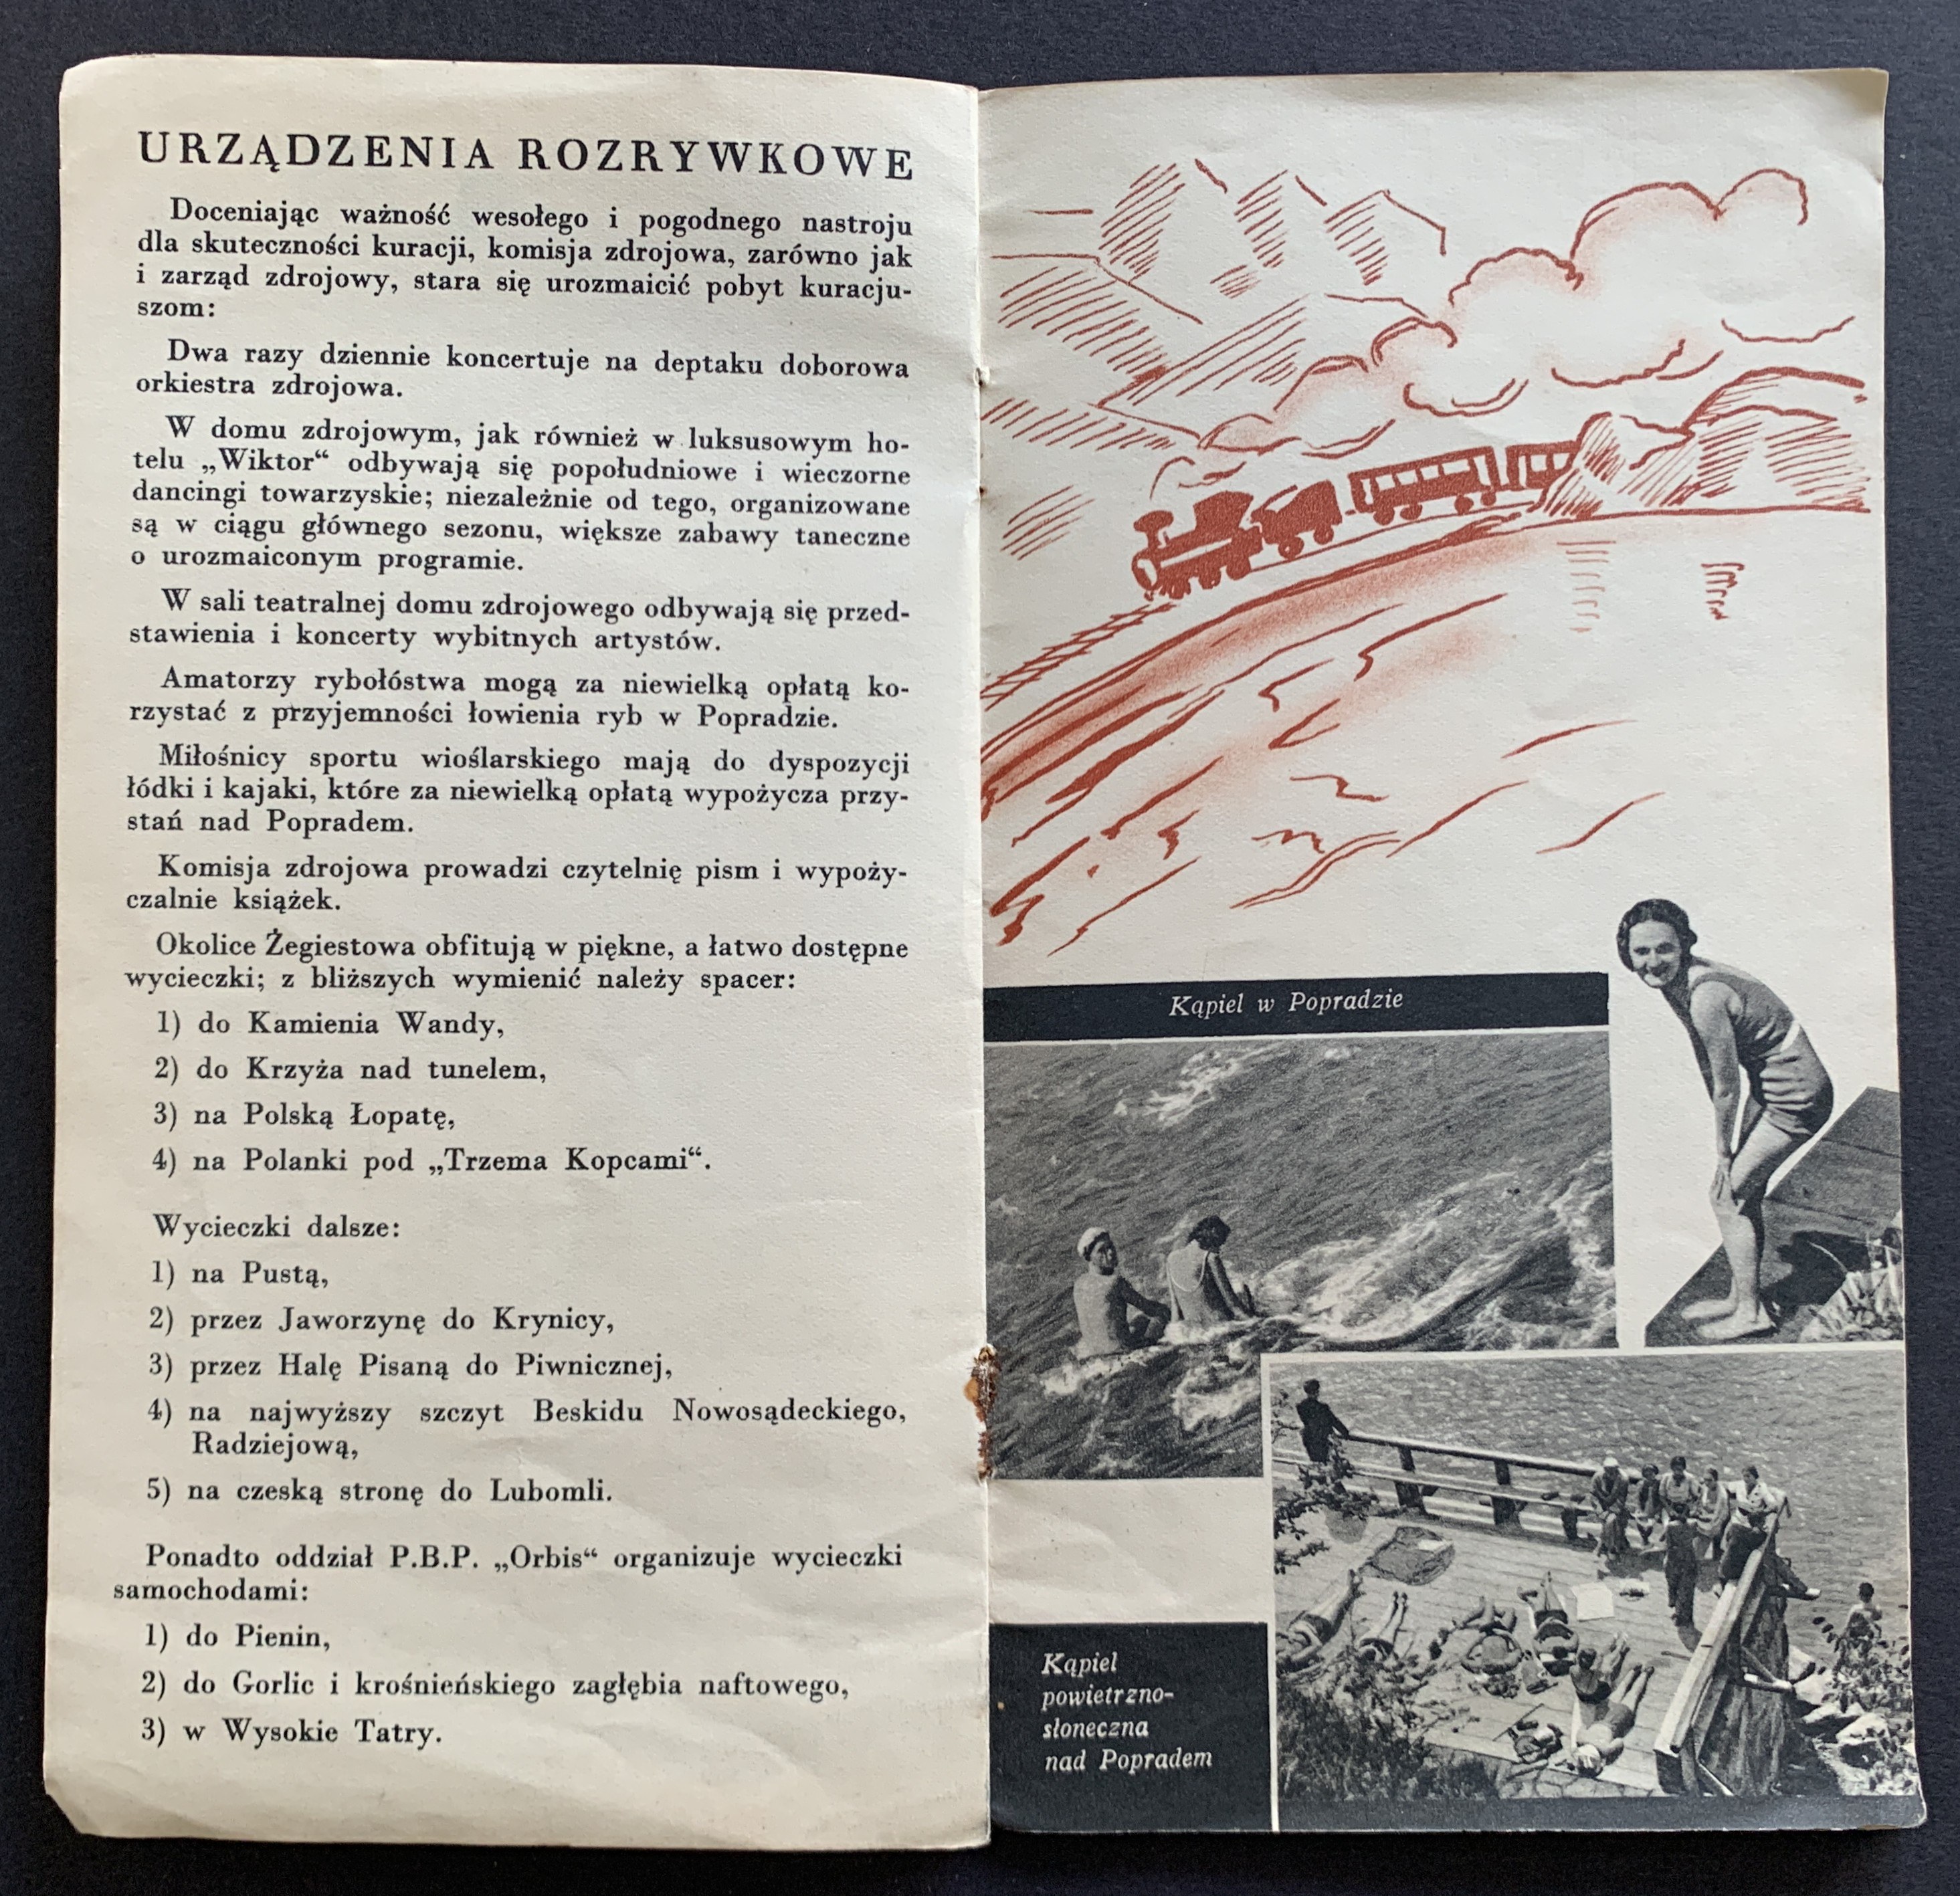 URZĄDZENIA ROZRYWKOWE
Doceniając ważność wesołego i pogodnego nastroju
dla skuteczności kuracji, komisja zdrojowa, zarówno jak
i zarząd zdrojowy, stara się urozmaicić pobyt kuracju-
szom:
Dwa razy dziennie koncertuje na deptaku doborowa
orkiestra zdrojowa.
W domu zdrojowym, jak również w luksusowym ho-
telu „Wiktor“ odbywają się popołudniowe i wieczorne
dancingi towarzyskie; niezależnie od tego, organizowane
są w ciągu głównego sezonu, większe zabawy taneczne
o urozmaiconym programie.
W sali teatralnej domu zdrojowego odbywają się przed-
stawienia i koncerty wybitnych artystów.
Amatorzy rybołóstwa mogą za niewielką opłatą ko-
rzystać z przyjemności łowienia ryb w Popradzie.
Miłośnicy sportu wioślarskiego mają do dyspozycji
łódki i kajaki, które za niewielką opłatą wypożycza przy-
stań nad Popradem.
Komisja zdrojowa prowadzi czytelnię pism i wypoży-
czalnie książek.
Okolice Żegiestowa obfitują w piękne, a łatwo dostępne
wycieczki; z bliższych wymienić należy spacer:
1) do Kamienia Wandy,
2) do Krzyża nad tunelem,
3) na Polską Łopatę,
4) na Polanki pod „Trzema Kopcami“.
Wycieczki dalsze:
1) na Pustą,
2) przez Jaworzynę do Krynicy,
3) przez Halę Pisaną do Piwnicznej,
4) na najwyższy szczyt Beskidu Nowosądeckiego,
Radziejową,
5) na czeską stronę do Lubomli.
Ponadto oddział P.B.P. „Orbis“ organizuje wycieczki
samochodami:
1) do Pienin,
2) do Gorlic i krośnieńskiego zagłębia naftowego,
3) w Wysokie Tatry.
Kąpiel w Popradzie
Kąpiel
powietrzno-
słoneczna
nad Popradem